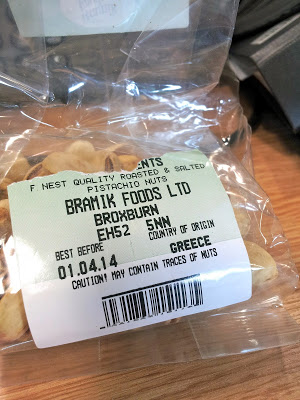 ENTS
F NEST QUALITY ROASTED & SALTED
PISTACHIO NUTS
BRAMIK FOODS LTD
BROXBURN
EH52 5NN
BEST BEFORE COUNTRY OF ORIGIN
01.04.14 GREECE
CAUTION! MAY CONTAIN TRACES OF NUTS